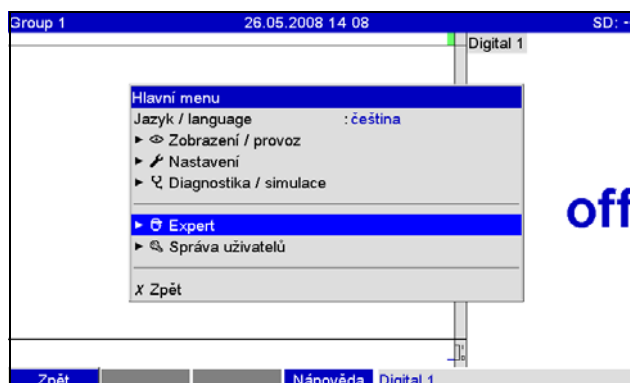 Group 1 26.05.2008 14 08 SD: -
Digital 1
Hlavní menu
Jazyk / language : čeština
Zobrazení / provoz
Nastavení
Diagnostika / simulace
off
Expert
Správa uživatelů
X Zpět
Zpět Nápověda Digital 1